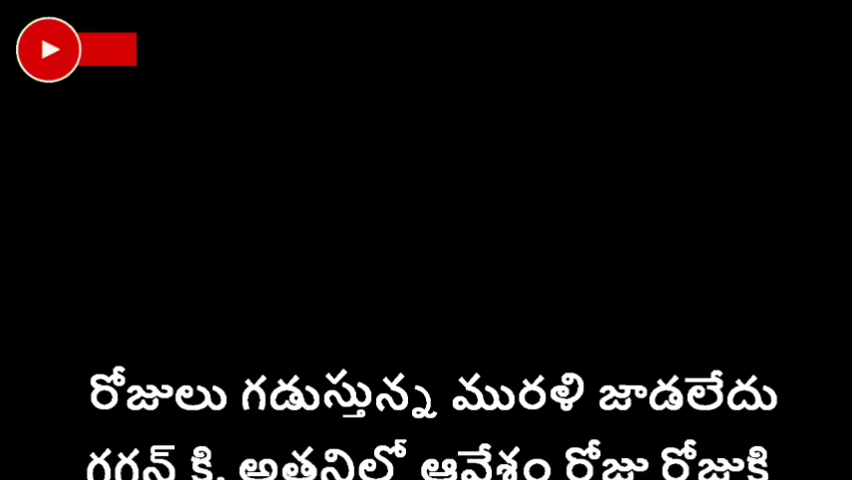 రోజులు గడుస్తున్న మురళి జాడలేదు
గగన్ కి. అతనిలో ఆవేశం రోజు రోజుకి